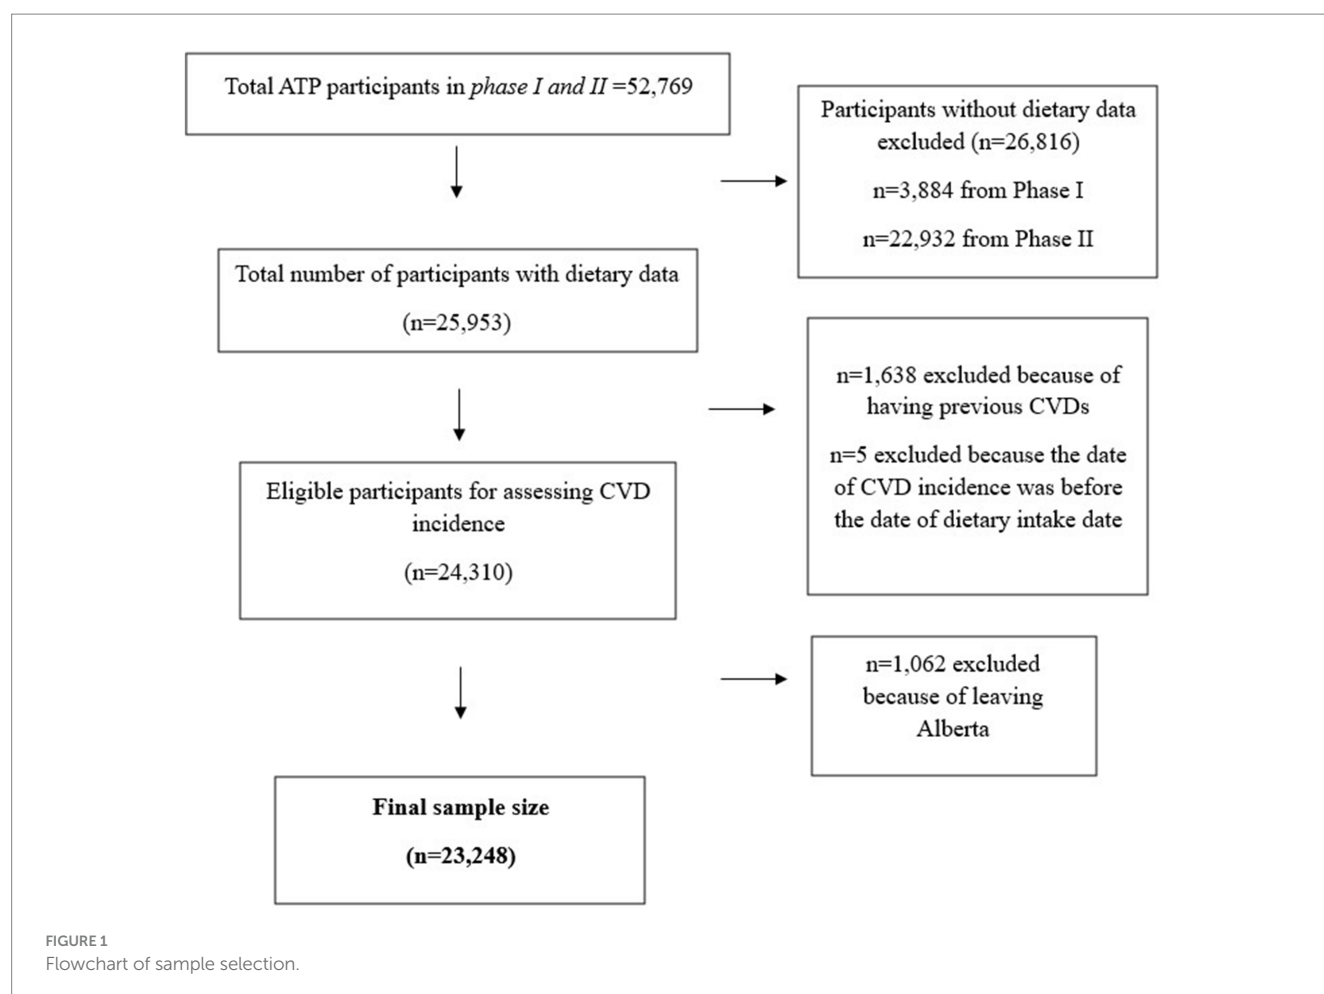 Total ATP participants in phase I and II =52,769
Participants without dietary data
excluded (n=26,816)
n=3,884 from Phase I
n=22,932 from Phase II
Total number of participants with dietary data
(n=25,953)
n=1,638 excluded because of
having previous CVDs
n=5 excluded because the date
of CVD incidence was before
the date of dietary intake date
Eligible participants for assessing CVD
incidence
(n=24,310)
n=1,062 excluded
because of leaving
Alberta
Final sample size
(n=23,248)
FIGURE 1
Flowchart of sample selection.